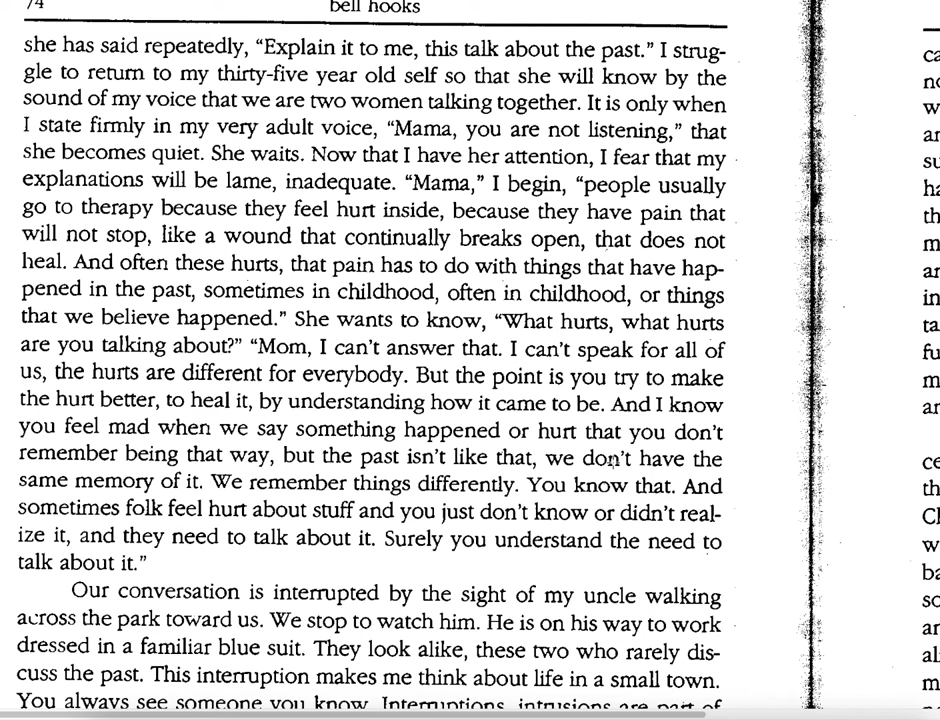 74
bell hooks
she has said repeatedly, “Explain it to me, this talk about the past.” I strug-
gle to return to my thirty-five year old self so that she will know by the
sound of my voice that we are two women talking together. It is only when
I state firmly in my very adult voice, “Mama, you are not listening,” that
she becomes quiet. She waits. Now that I have her attention, I fear that my
explanations will be lame, inadequate. “Mama,” I begin, “people usually
go to therapy because they feel hurt inside, because they have pain that
will not stop, like a wound that continually breaks open, that does not
heal. And often these hurts, that pain has to do with things that have hap-
pened in the past, sometimes in childhood, often in childhood, or things
that we believe happened.” She wants to know, “What hurts, what hurts
are you talking about?” “Mom, I can’t answer that. I can’t speak for all of
us, the hurts are different for everybody. But the point is you try to make
the hurt better, to heal it, by understanding how it came to be. And I know
you feel mad when we say something happened or hurt that you don’t
remember being that way, but the past isn’t like that, we don’t have the
same memory of it. We remember things differently. You know that. And
sometimes folk feel hurt about stuff and you just don’t know or didn’t real-
ize it, and they need to talk about it. Surely you understand the need to
talk about it.”
Our conversation is interrupted by the sight of my uncle walking
across the park toward us. We stop to watch him. He is on his way to work
dressed in a familiar blue suit. They look alike, these two who rarely dis-
cuss the past. This interruption makes me think about life in a small town.
You always see someone you know. Interruptions, intrusions are part of